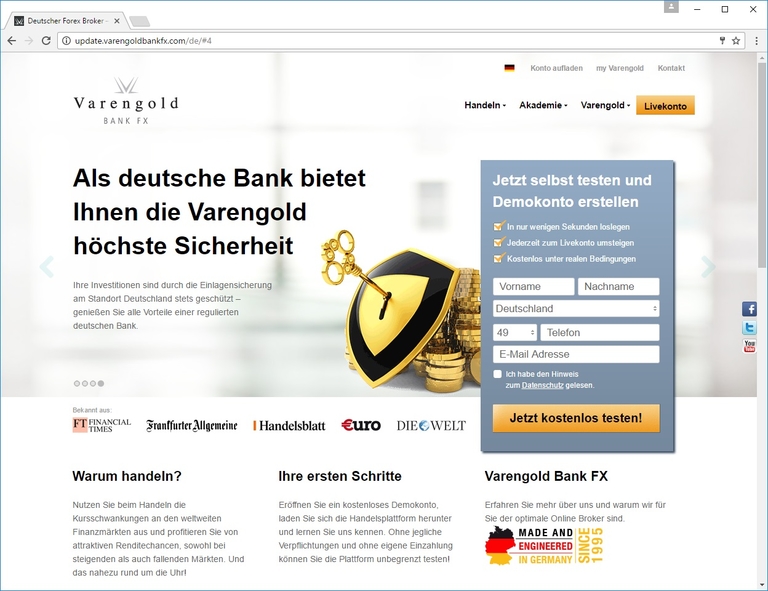 Deutscher Forex Broker -
update.varengoldbankfx.com/de/#4
Konto aufladen my Varengold Kontakt
Varengold
BANK FX
Handeln Akademie Varengold Livekonto
Als deutsche Bank bietet
Ihnen die Varengold
höchste Sicherheit
Ihre Investitionen sind durch die Einlagensicherung
am Standort Deutschland stets geschützt –
genießen Sie alle Vorteile einer regulierten
deutschen Bank.
Jetzt selbst testen und
Demokonto erstellen
In nur wenigen Sekunden loslegen
Jederzeit zum Livekonto umsteigen
Kostenlos unter realen Bedingungen
Vorname Nachname
Deutschland
49 Telefon
E-Mail Adresse
Ich habe den Hinweis
zum Datenschutz gelesen.
Jetzt kostenlos testen!
You
Bekannt aus:
FT FINANCIAL TIMES Frankfurter Allgemeine Handelsblatt €uro DIE WELT
Warum handeln?
Nutzen Sie beim Handeln die
Kursschwankungen an den weltweiten
Finanzmärkten aus und profitieren Sie von
attraktiven Renditechancen, sowohl bei
steigenden als auch fallenden Märkten. Und
das nahezu rund um die Uhr!
Ihre ersten Schritte
Eröffnen Sie ein kostenloses Demokonto,
laden Sie sich die Handelsplattform herunter
und lernen Sie uns kennen. Ohne jegliche
Verpflichtungen und ohne eigene Einzahlung
können Sie die Plattform unbegrenzt testen!
Varengold Bank FX
Erfahren Sie mehr über uns und warum wir für
Sie der optimale Online Broker sind.
MADE AND
ENGINEERED
IN GERMANY
SINCE
1995